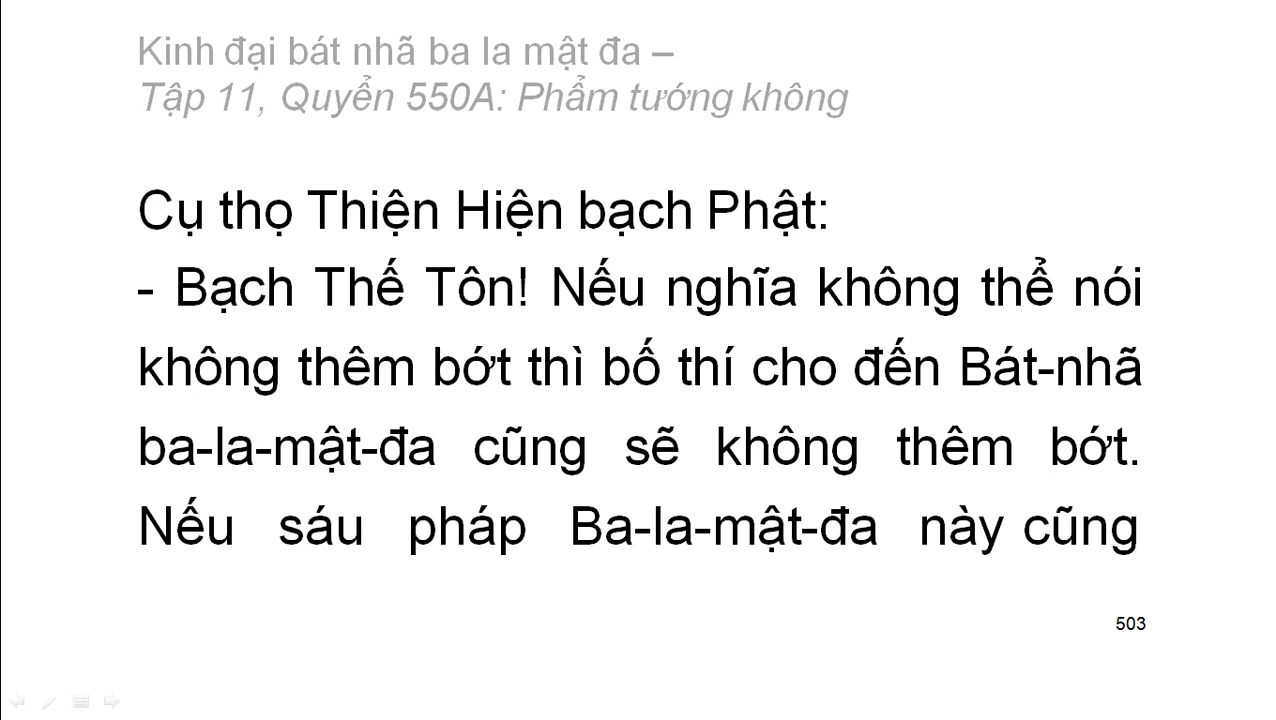 Kinh đại bát nhã ba la mật đa –
Tập 11, Quyển 550A: Phẩm tướng không
Cụ thọ Thiện Hiện bạch Phật:
- Bạch Thế Tôn! Nếu nghĩa không thể nói
không thêm bớt thì bố thí cho đến Bát-nhã
ba-la-mật-đa cũng sẽ không thêm bớt.
Nếu sáu pháp Ba-la-mật-đa này cũng
503